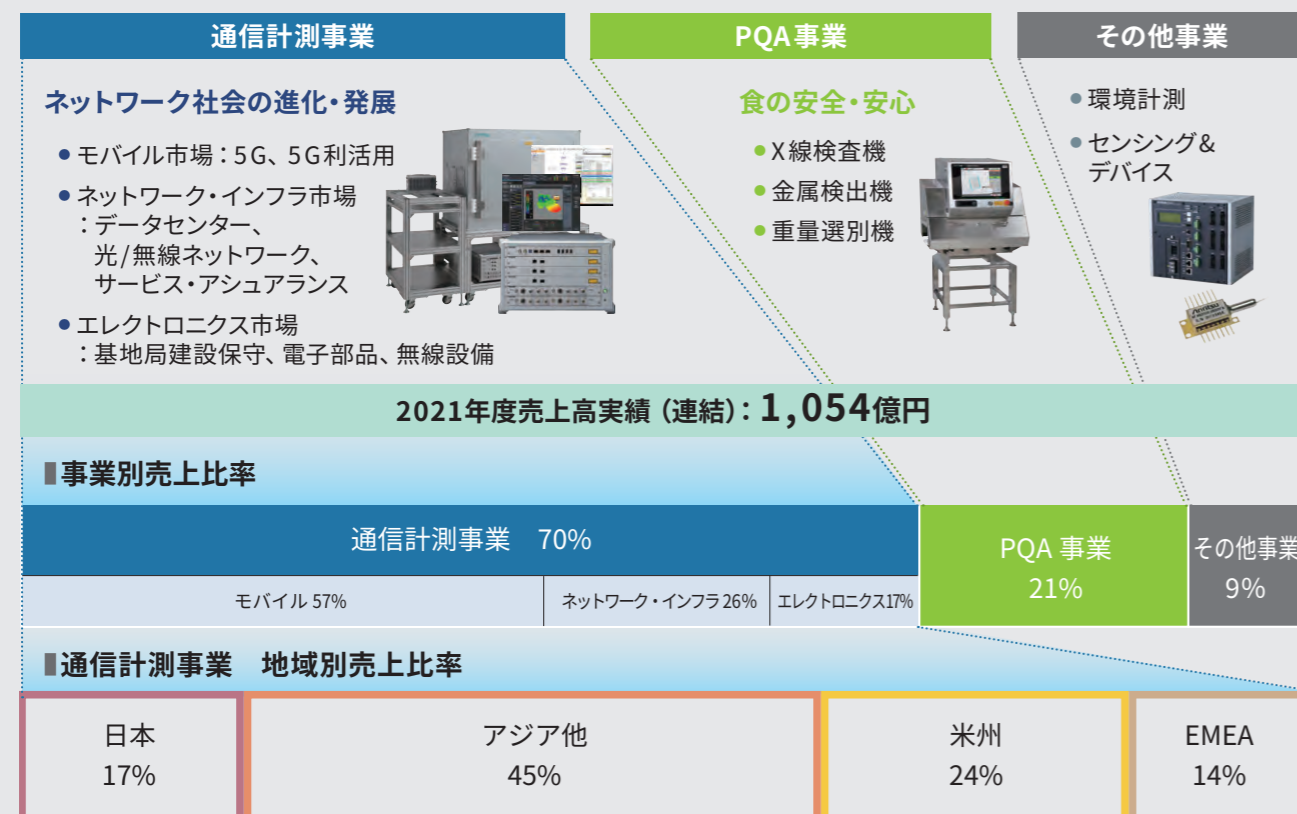 通信計測事業
ネットワーク社会の進化・発展
●モバイル市場：5G、5G利活用
●ネットワーク・インフラ市場
：データセンター、
光/無線ネットワーク、
サービス・アシュアランス
●エレクトロニクス市場
：基地局建設保守、電子部品、無線設備
PQA事業
食の安全・安心
●X線検査機
●金属検出機
●重量選別機
その他事業
●環境計測
●センシング&
デバイス
2021年度売上高実績（連結）：1,054億円
事業別売上比率
通信計測事業　70%
モバイル 57%
ネットワーク・インフラ 26%
エレクトロニクス17%
PQA 事業
21%
その他事業
9%
通信計測事業　地域別売上比率
日本
17%
アジア他
45%
米州
24%
EMEA
14%